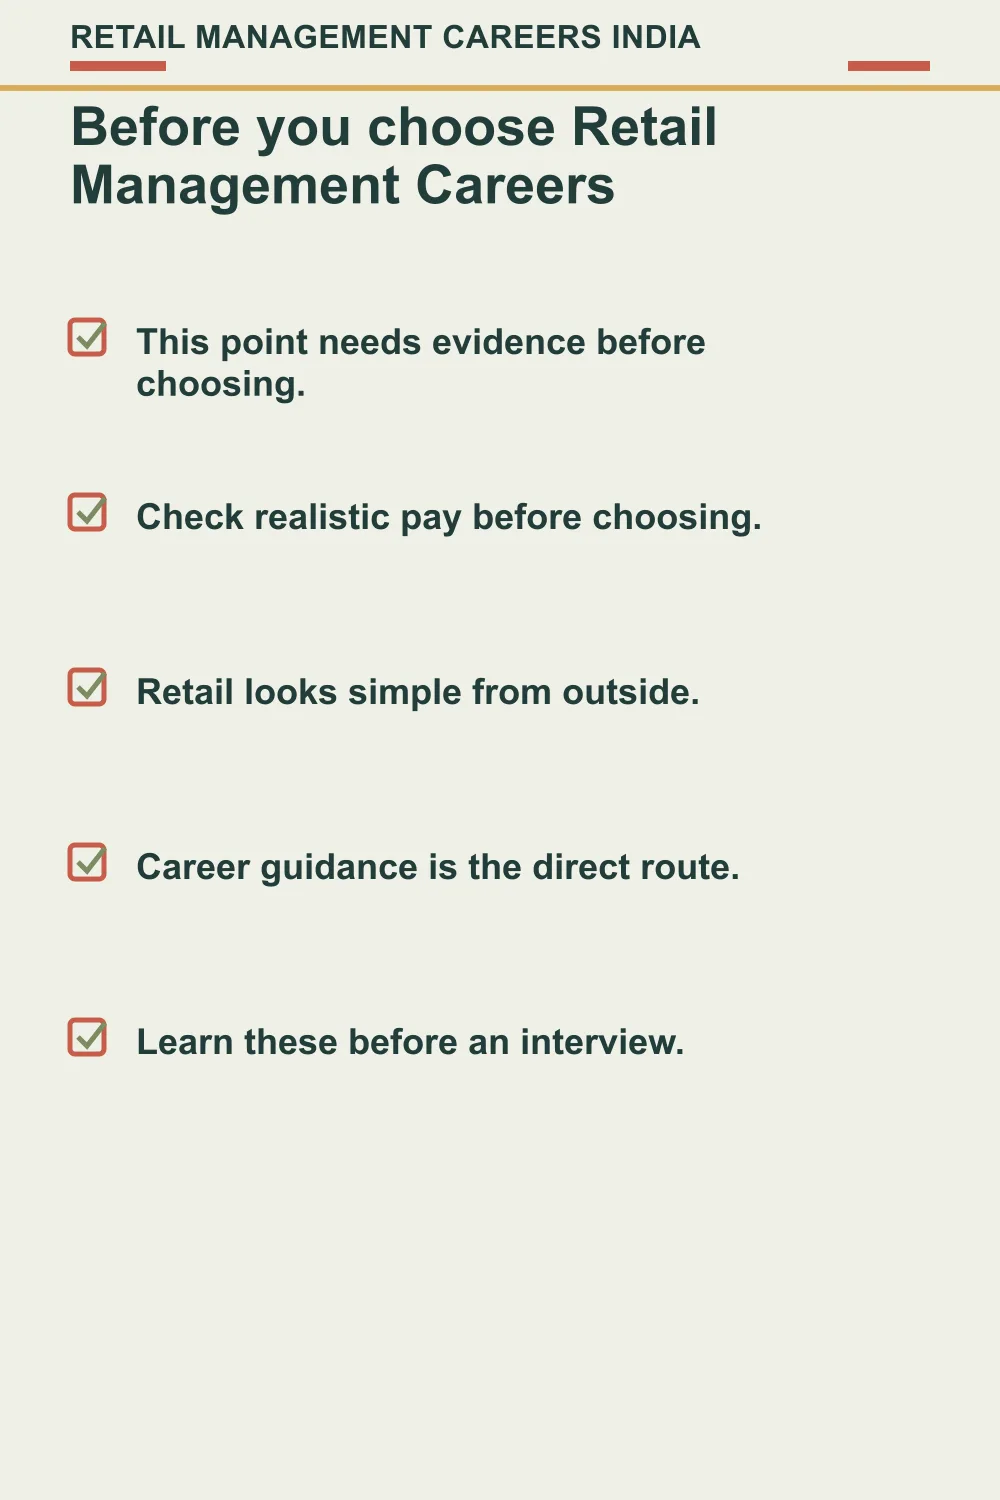 RETAIL MANAGEMENT CAREERS INDIA
Before you choose Retail
Management Careers
This point needs evidence before
choosing.
Check realistic pay before choosing.
Retail looks simple from outside.
Career guidance is the direct route.
Learn these before an interview.